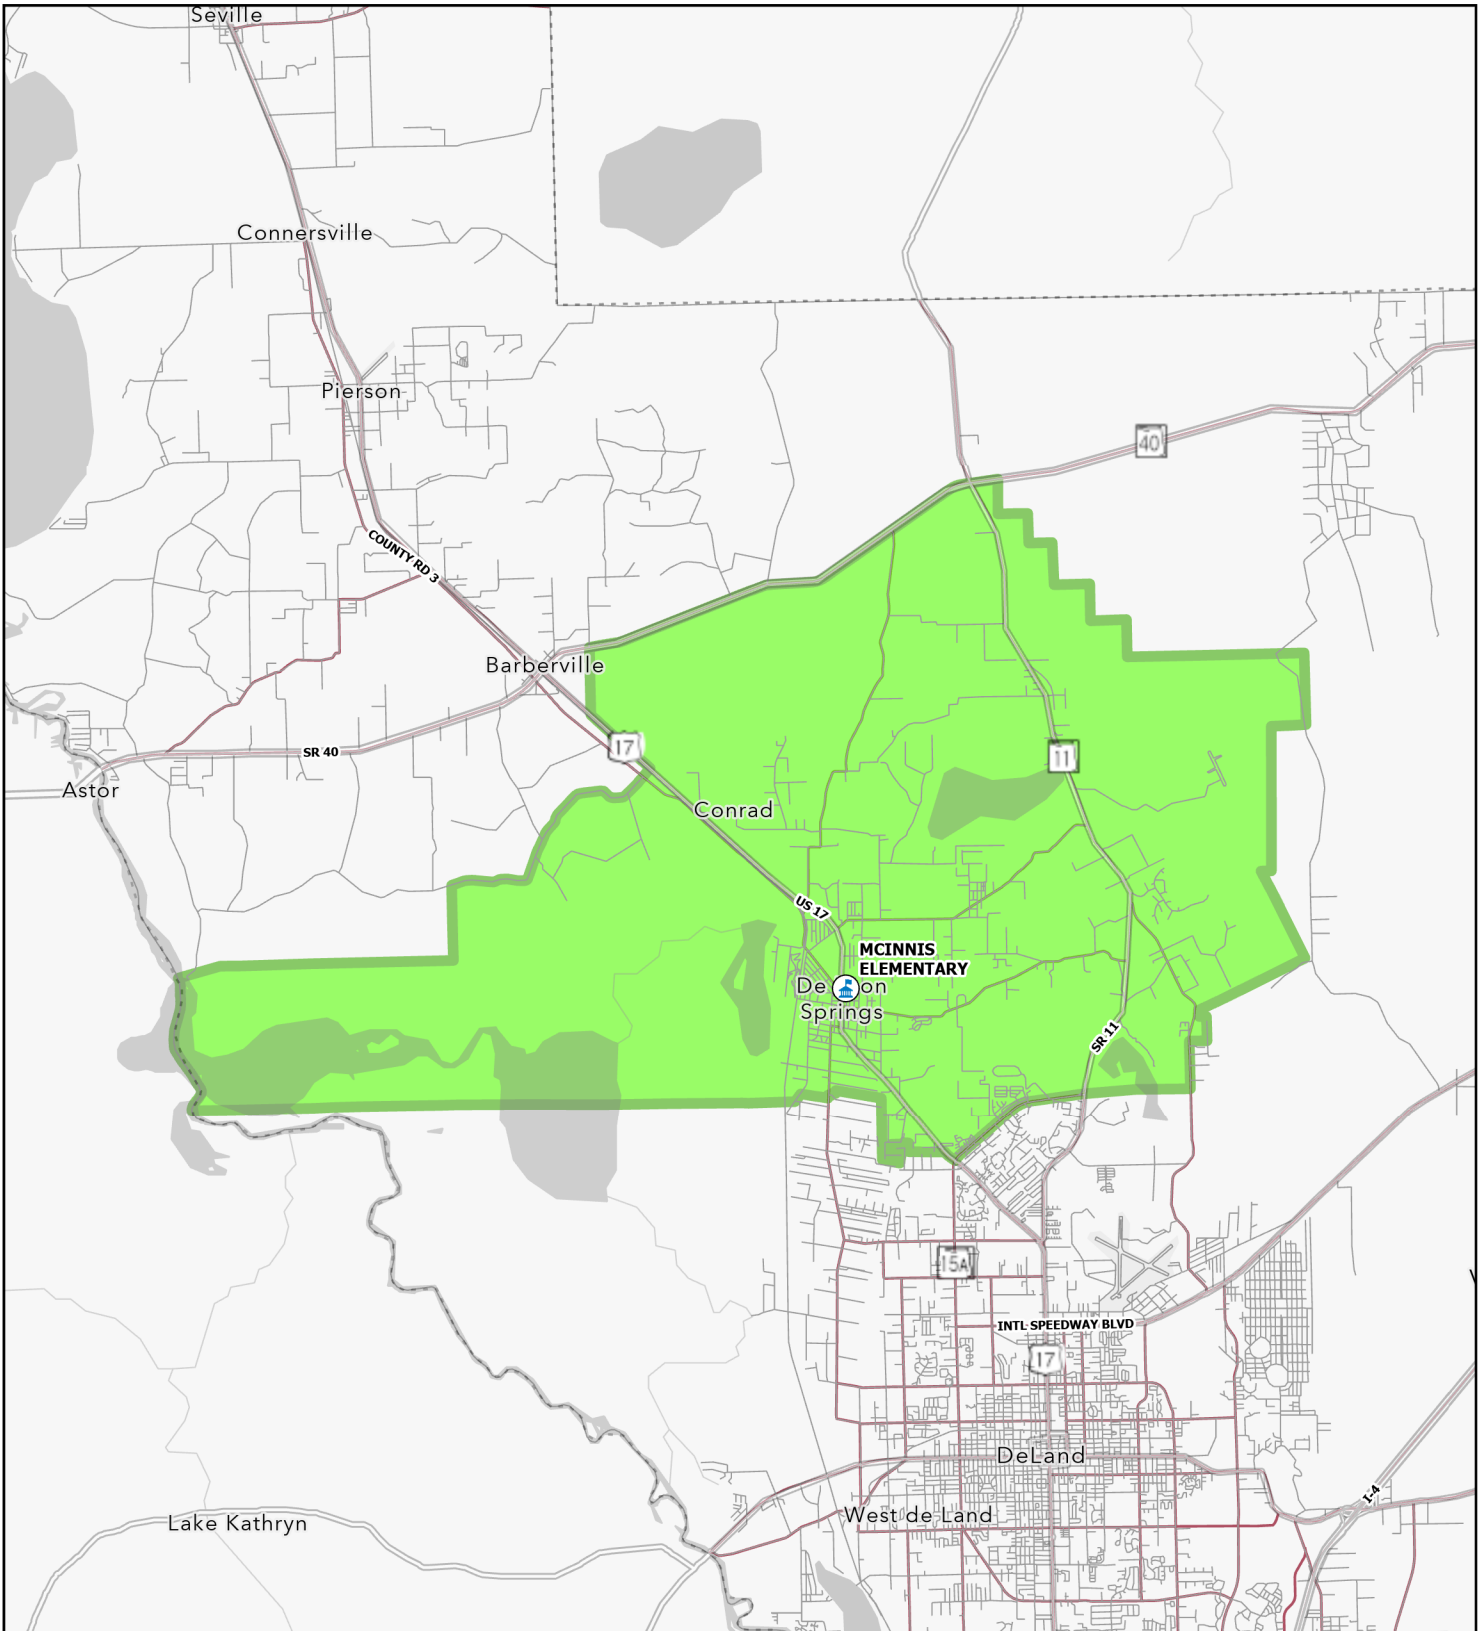 Seville
Connersville
Pierson
40
COUNTY RD 3
Barberville
17
SR 40
11
Astor
Conrad
US 17
MCINNIS
ELEMENTARY
De on
Springs
SR 11
15A
INTL SPEEDWAY BLVD
17
DeLand
I-4
West de Land
Lake Kathryn